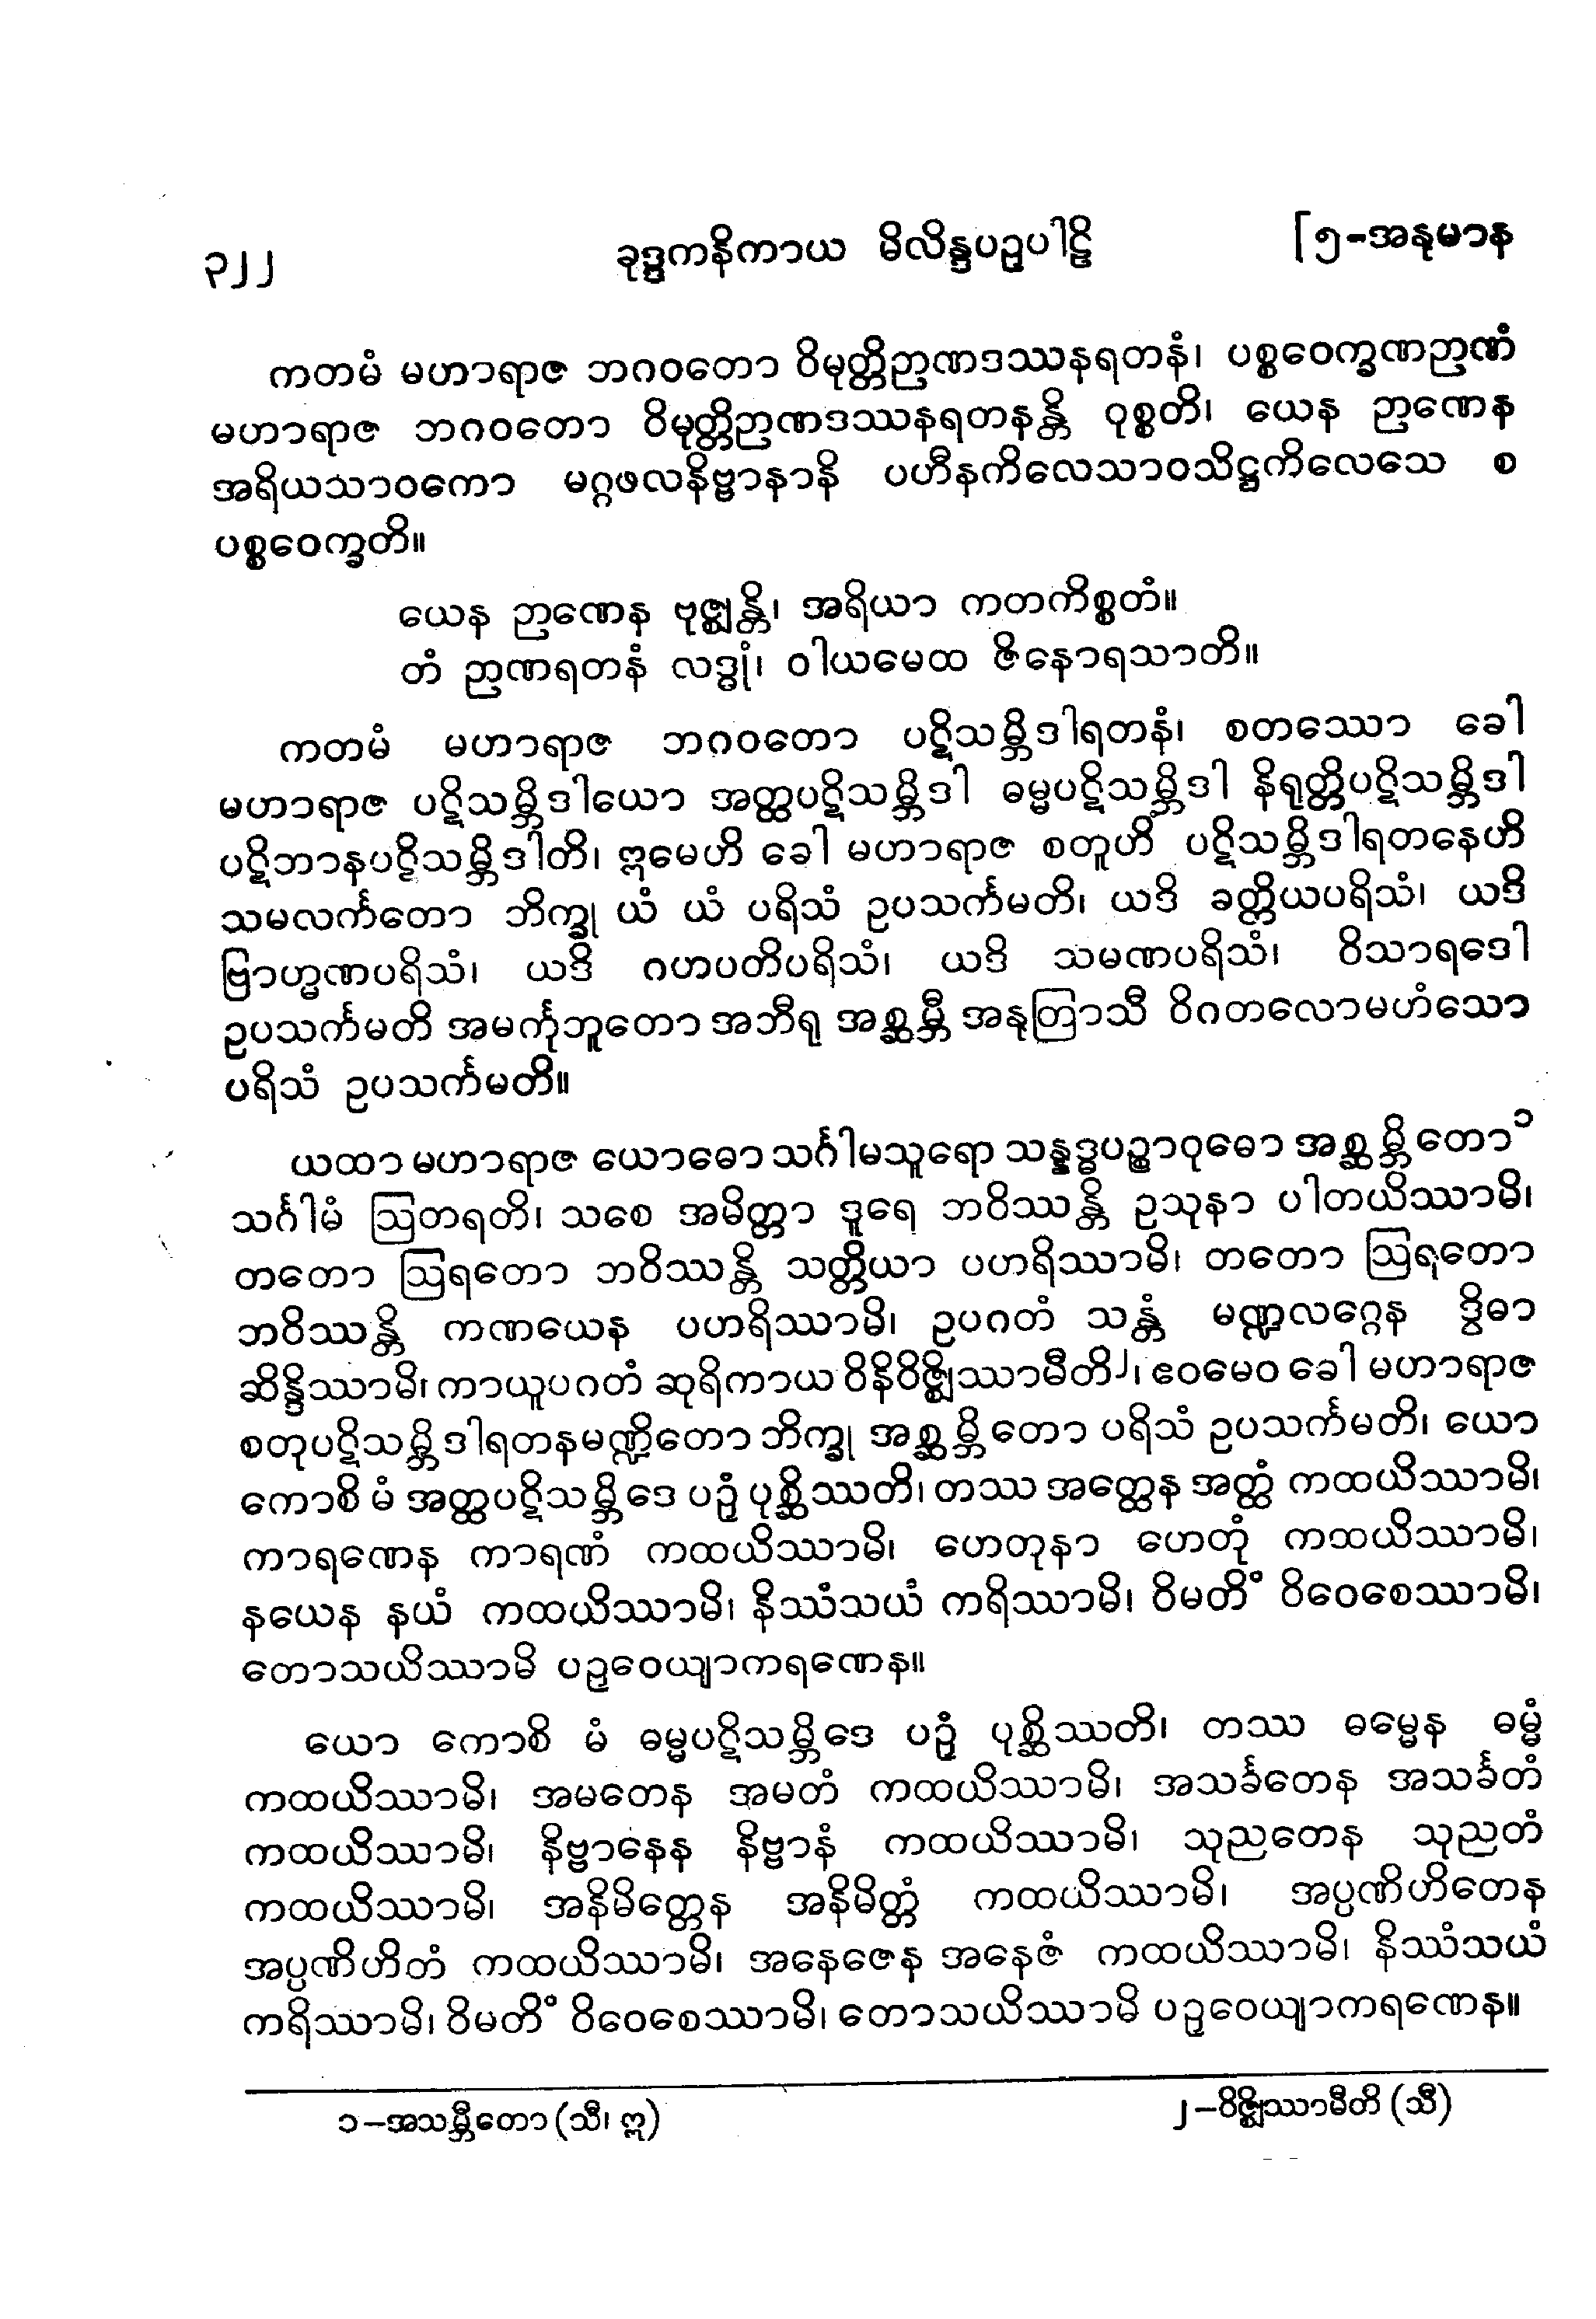 ၃၂၂ ခုဒ္ဒကနိကာယ မိလိန္ဒပဉှပါဠိ [၅-အနုမာန
ကတမံ မဟာရာဇ ဘဂဝတော ဝိမုတ္တိဉာဏဒဿနရတနံ၊ ပစ္စဝေက္ခဏဉာဏံ
မဟာရာဇ ဘဂဝတော ဝိမုတ္တိဉာဏဒဿနရတနန္တိ ဝုစ္စတိ၊ ယေန ဉာဏေန
အရိယသာဝကော မဂ္ဂဖလနိဗ္ဗာနာနိ ပဟီနကိလေသာဝသိဋ္ဌကိလေသေ စ
ပစ္စဝေက္ခတိ။
ယေန ဉာဏေန ဗုဇ္ဈန္တိ၊ အရိယာ ကတကိစ္စတံ။
တံ ဉာဏရတနံ လဒ္ဓုံ၊ ဝါယမေထ ဇိနောရသာတိ။
ကတမံ မဟာရာဇ ဘဂဝတော ပဋိသမ္ဘိဒါရတနံ၊ စတဿော ခေါ
မဟာရာဇ ပဋိသမ္ဘိဒါယော အတ္ထပဋိသမ္ဘိဒါ ဓမ္မပဋိသမ္ဘိဒါ နိရုတ္တိပဋိသမ္ဘိဒါ
ပဋိဘာနပဋိသမ္ဘိဒါတိ၊ ဣမေဟိ ခေါ မဟာရာဇ စတူဟိ ပဋိသမ္ဘိဒါရတနေဟိ
သမလင်္ကတော ဘိက္ခု ယံ ယံ ပရိသံ ဥပသင်္ကမတိ၊ ယဒိ ခတ္တိယပရိသံ၊ ယဒိ
ဗြာဟ္မဏပရိသံ၊ ယဒိ ဂဟပတိပရိသံ၊ ယဒိ သမဏပရိသံ၊ ဝိသာရဒေါ
ဥပသင်္ကမတိ အမင်္ကုဘူတော အဘီရု အစ္ဆမ္ဘီ အနုတြာသီ ဝိဂတလောမဟံသော
ပရိသံ ဥပသင်္ကမတိ။
ယထာ မဟာရာဇ ယောဓော သင်္ဂါမသူရော သန္နဒ္ဓပဉ္စာဝုဓော အစ္ဆမ္ဘိတော၁
သင်္ဂါမံ ဩတရတိ၊ သစေ အမိတ္တာ ဒူရေ ဘဝိဿန္တိ ဥသုနာ ပါတယိဿာမိ၊
တတော ဩရတော ဘဝိဿန္တိ သတ္တိယာ ပဟရိဿာမိ၊ တတော ဩရတော
ဘဝိဿန္တိ ကဏယေန ပဟရိဿာမိ၊ ဥပဂတံ သန္တံ မဏ္ဍလဂ္ဂေန ဒွိဓာ
ဆိန္ဒိဿာမိ၊ ကာယူပဂတံ ဆုရိကာယ ဝိနိဝိဇ္ဈိဿာမီတိ၂၊ ဧဝမေဝ ခေါ မဟာရာဇ
စတုပဋိသမ္ဘိဒါရတနမဏ္ဍိတော ဘိက္ခု အစ္ဆမ္ဘိတော ပရိသံ ဥပသင်္ကမတိ၊ ယော
ကောစိ မံ အတ္ထပဋိသမ္ဘိဒေ ပဉှံ ပုစ္ဆိဿတိ၊ တဿ အတ္ထေန အတ္ထံ ကထယိဿာမိ၊
ကာရဏေန ကာရဏံ ကထယိဿာမိ၊ ဟေတုနာ ဟေတုံ ကထယိဿာမိ၊
နယေန နယံ ကထယိဿာမိ၊ နိဿံသယံ ကရိဿာမိ၊ ဝိမတိံ ဝိဝေစေဿာမိ၊
တောသယိဿာမိ ပဉှဝေယျာကရဏေန။
ယော ကောစိ မံ ဓမ္မပဋိသမ္ဘိဒေ ပဉှံ ပုစ္ဆိဿတိ၊ တဿ ဓမ္မေန ဓမ္မံ
ကထယိဿာမိ၊ အမတေန အမတံ ကထယိဿာမိ၊ အသင်္ခတေန အသင်္ခတံ
ကထယိဿာမိ၊ နိဗ္ဗာနေန နိဗ္ဗာနံ ကထယိဿာမိ၊ သုညတေန သုညတံ
ကထယိဿာမိ၊ အနိမိတ္တေန အနိမိတ္တံ ကထယိဿာမိ၊ အပ္ပဏိဟိတေန
အပ္ပဏိဟိတံ ကထယိဿာမိ၊ အနေဇေန အနေဇံ ကထယိဿာမိ၊ နိဿံသယံ
ကရိဿာမိ၊ ဝိမတိံ ဝိဝေစေဿာမိ၊ တောသယိဿာမိ ပဉှဝေယျာကရဏေန။
၁-အသမ္ဘီတော (သီ၊ ဣ) ၂-ဝိဇ္ဈိဿာမီတိ (သီ)